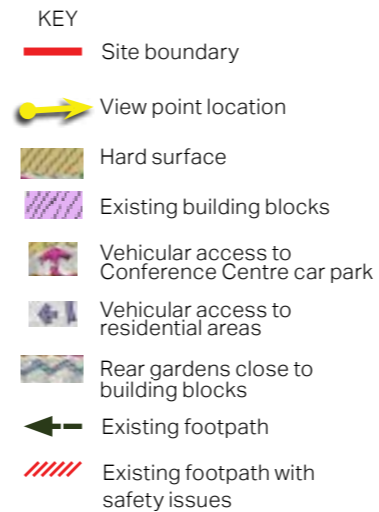 KEY
Site boundary
View point location
Hard surface
Existing building blocks
Vehicular access to
Conference Centre car park
Vehicular access to
residential areas
Rear gardens close to
building blocks
Existing footpath
Existing footpath with
safety issues